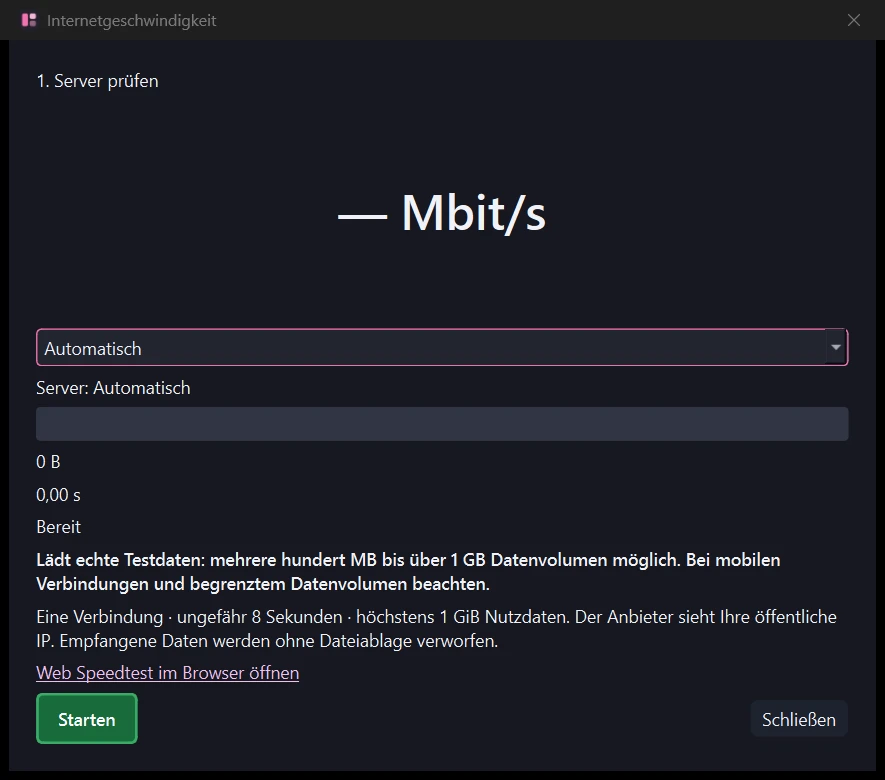 Internetgeschwindigkeit
1. Server prüfen
— Mbit/s
Automatisch
Server: Automatisch
0 B
0,00 s
Bereit
Lädt echte Testdaten: mehrere hundert MB bis über 1 GB Datenvolumen möglich. Bei mobilen
Verbindungen und begrenztem Datenvolumen beachten.
Eine Verbindung · ungefähr 8 Sekunden · höchstens 1 GiB Nutzdaten. Der Anbieter sieht Ihre öffentliche
IP. Empfangene Daten werden ohne Dateiablage verworfen.
Web Speedtest im Browser öffnen
Starten
Schließen